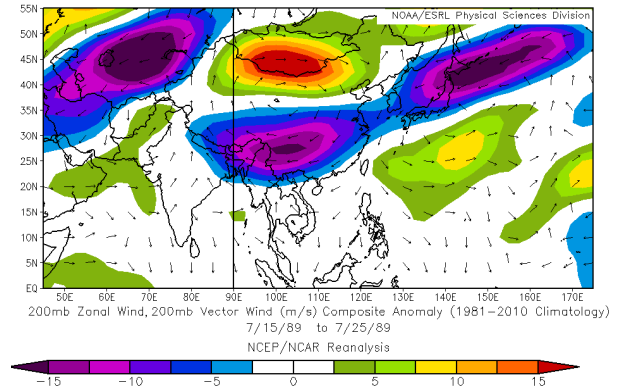 NOAA/ESRL Physical Sciences Division
55N
50N
45N
40N
35N
30N
25N
20N
15N
10N
5N
EQ
50E 60E 70E 80E 90E 100E 110E 120E 130E 140E 150E 160E 170E
200mb Zonal Wind,200mb Vector Wind (m/s) Composite Anomaly (1981-2010 Climatology)
7/15/89 to 7/25/89
NCEP/NCAR Reanalysis
-15 -10 -5 0 5 10 15